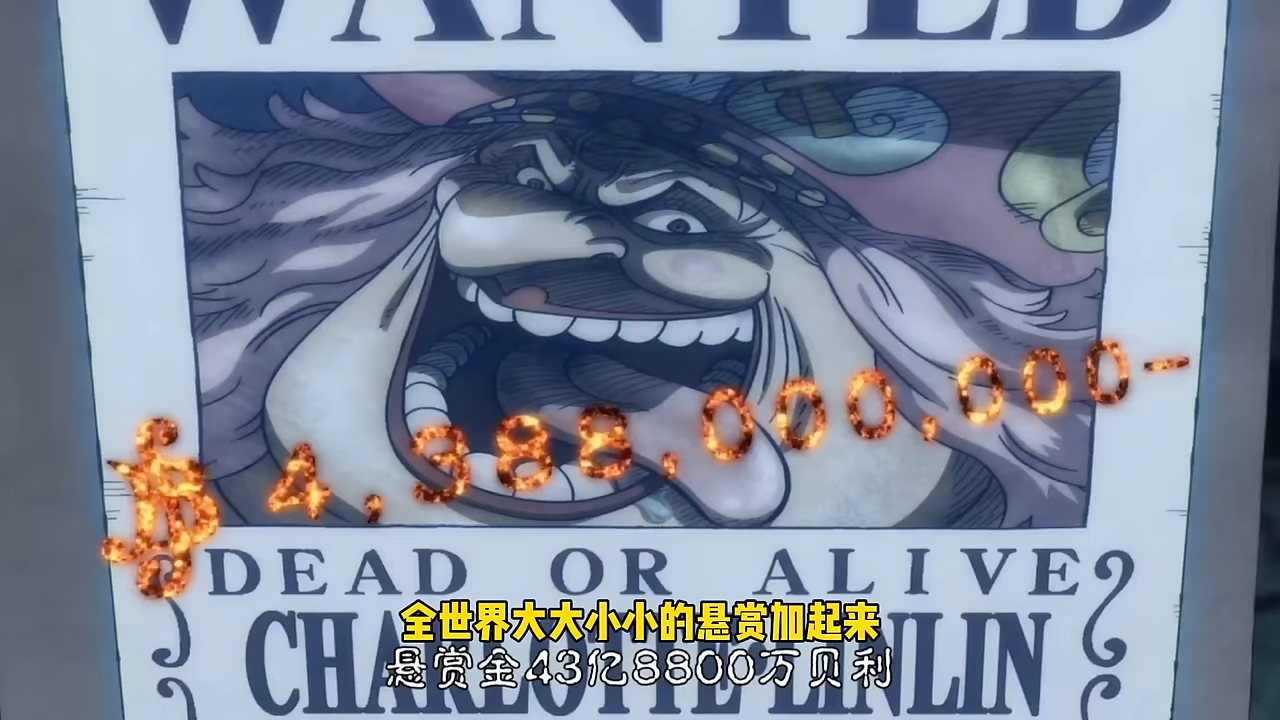 WANTED
฿4,388,000,000-
DEAD OR ALIVE
全世界大大小小的悬赏加起来
CHARLOTTE LINLIN
悬赏金43亿8800万贝利